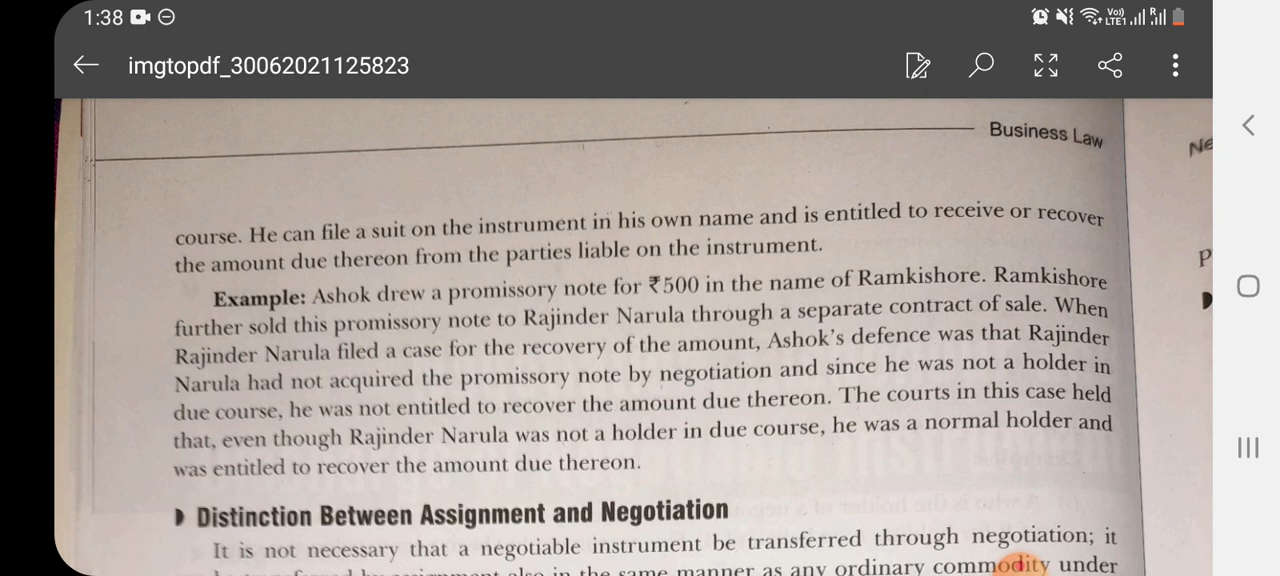 1:38
Vo))
LTE1
R
imgtopdf_30062021125823
Business Law
Ne
course. He can file a suit on the instrument in his own name and is entitled to receive or recover
the amount due thereon from the parties liable on the instrument.
P
Example: Ashok drew a promissory note for ₹500 in the name of Ramkishore. Ramkishore
further sold this promissory note to Rajinder Narula through a separate contract of sale. When
Rajinder Narula filed a case for the recovery of the amount, Ashok's defence was that Rajinder
Narula had not acquired the promissory note by negotiation and since he was not a holder in
due course, he was not entitled to recover the amount due thereon. The courts in this case held
that, even though Rajinder Narula was not a holder in due course, he was a normal holder and
was entitled to recover the amount due thereon.
Distinction Between Assignment and Negotiation
It is not necessary that a negotiable instrument be transferred through negotiation; it
also in the same manner as any ordinary commodity under